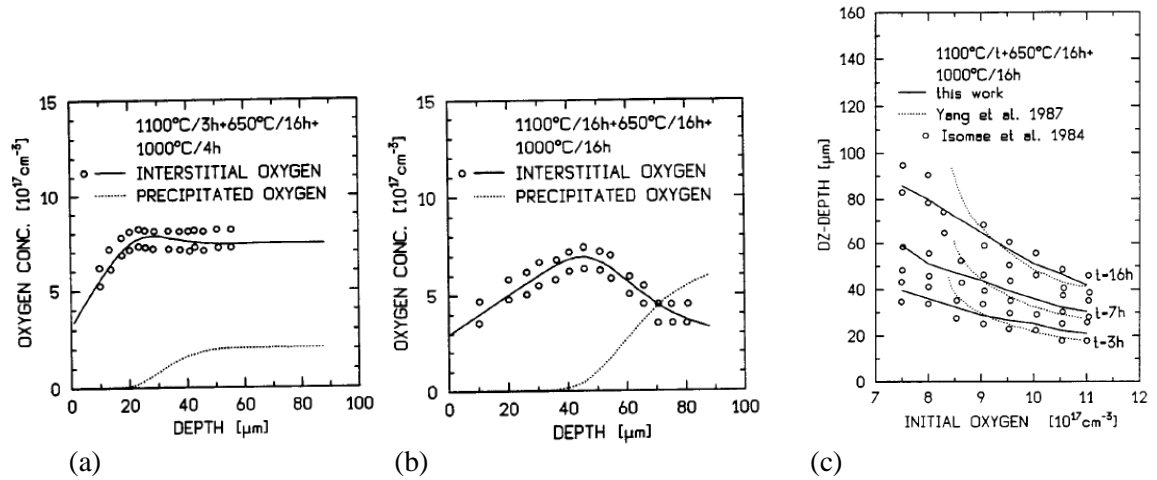 15
10
5
0
OXYGEN CONC. [10¹⁷cm⁻³]
1100°C/3h+650°C/16h+
1000°C/4h
INTERSTITIAL OXYGEN
PRECIPITATED OXYGEN
0 20 40 60 80 100
DEPTH [μm]
(a)
15
10
5
0
OXYGEN CONC. [10¹⁷cm⁻³]
1100°C/16h+650°C/16h+
1000°C/16h
INTERSTITIAL OXYGEN
PRECIPITATED OXYGEN
0 20 40 60 80 100
DEPTH [μm]
(b)
160
140
120
100
80
60
40
20
0
DZ-DEPTH [μm]
1100°C/t+650°C/16h+
1000°C/16h
this work
Yang et al. 1987
Isomae et al. 1984
t=16h
t=7h
t=3h
7 8 9 10 11 12
INITIAL OXYGEN [10¹⁷cm⁻³]
(c)